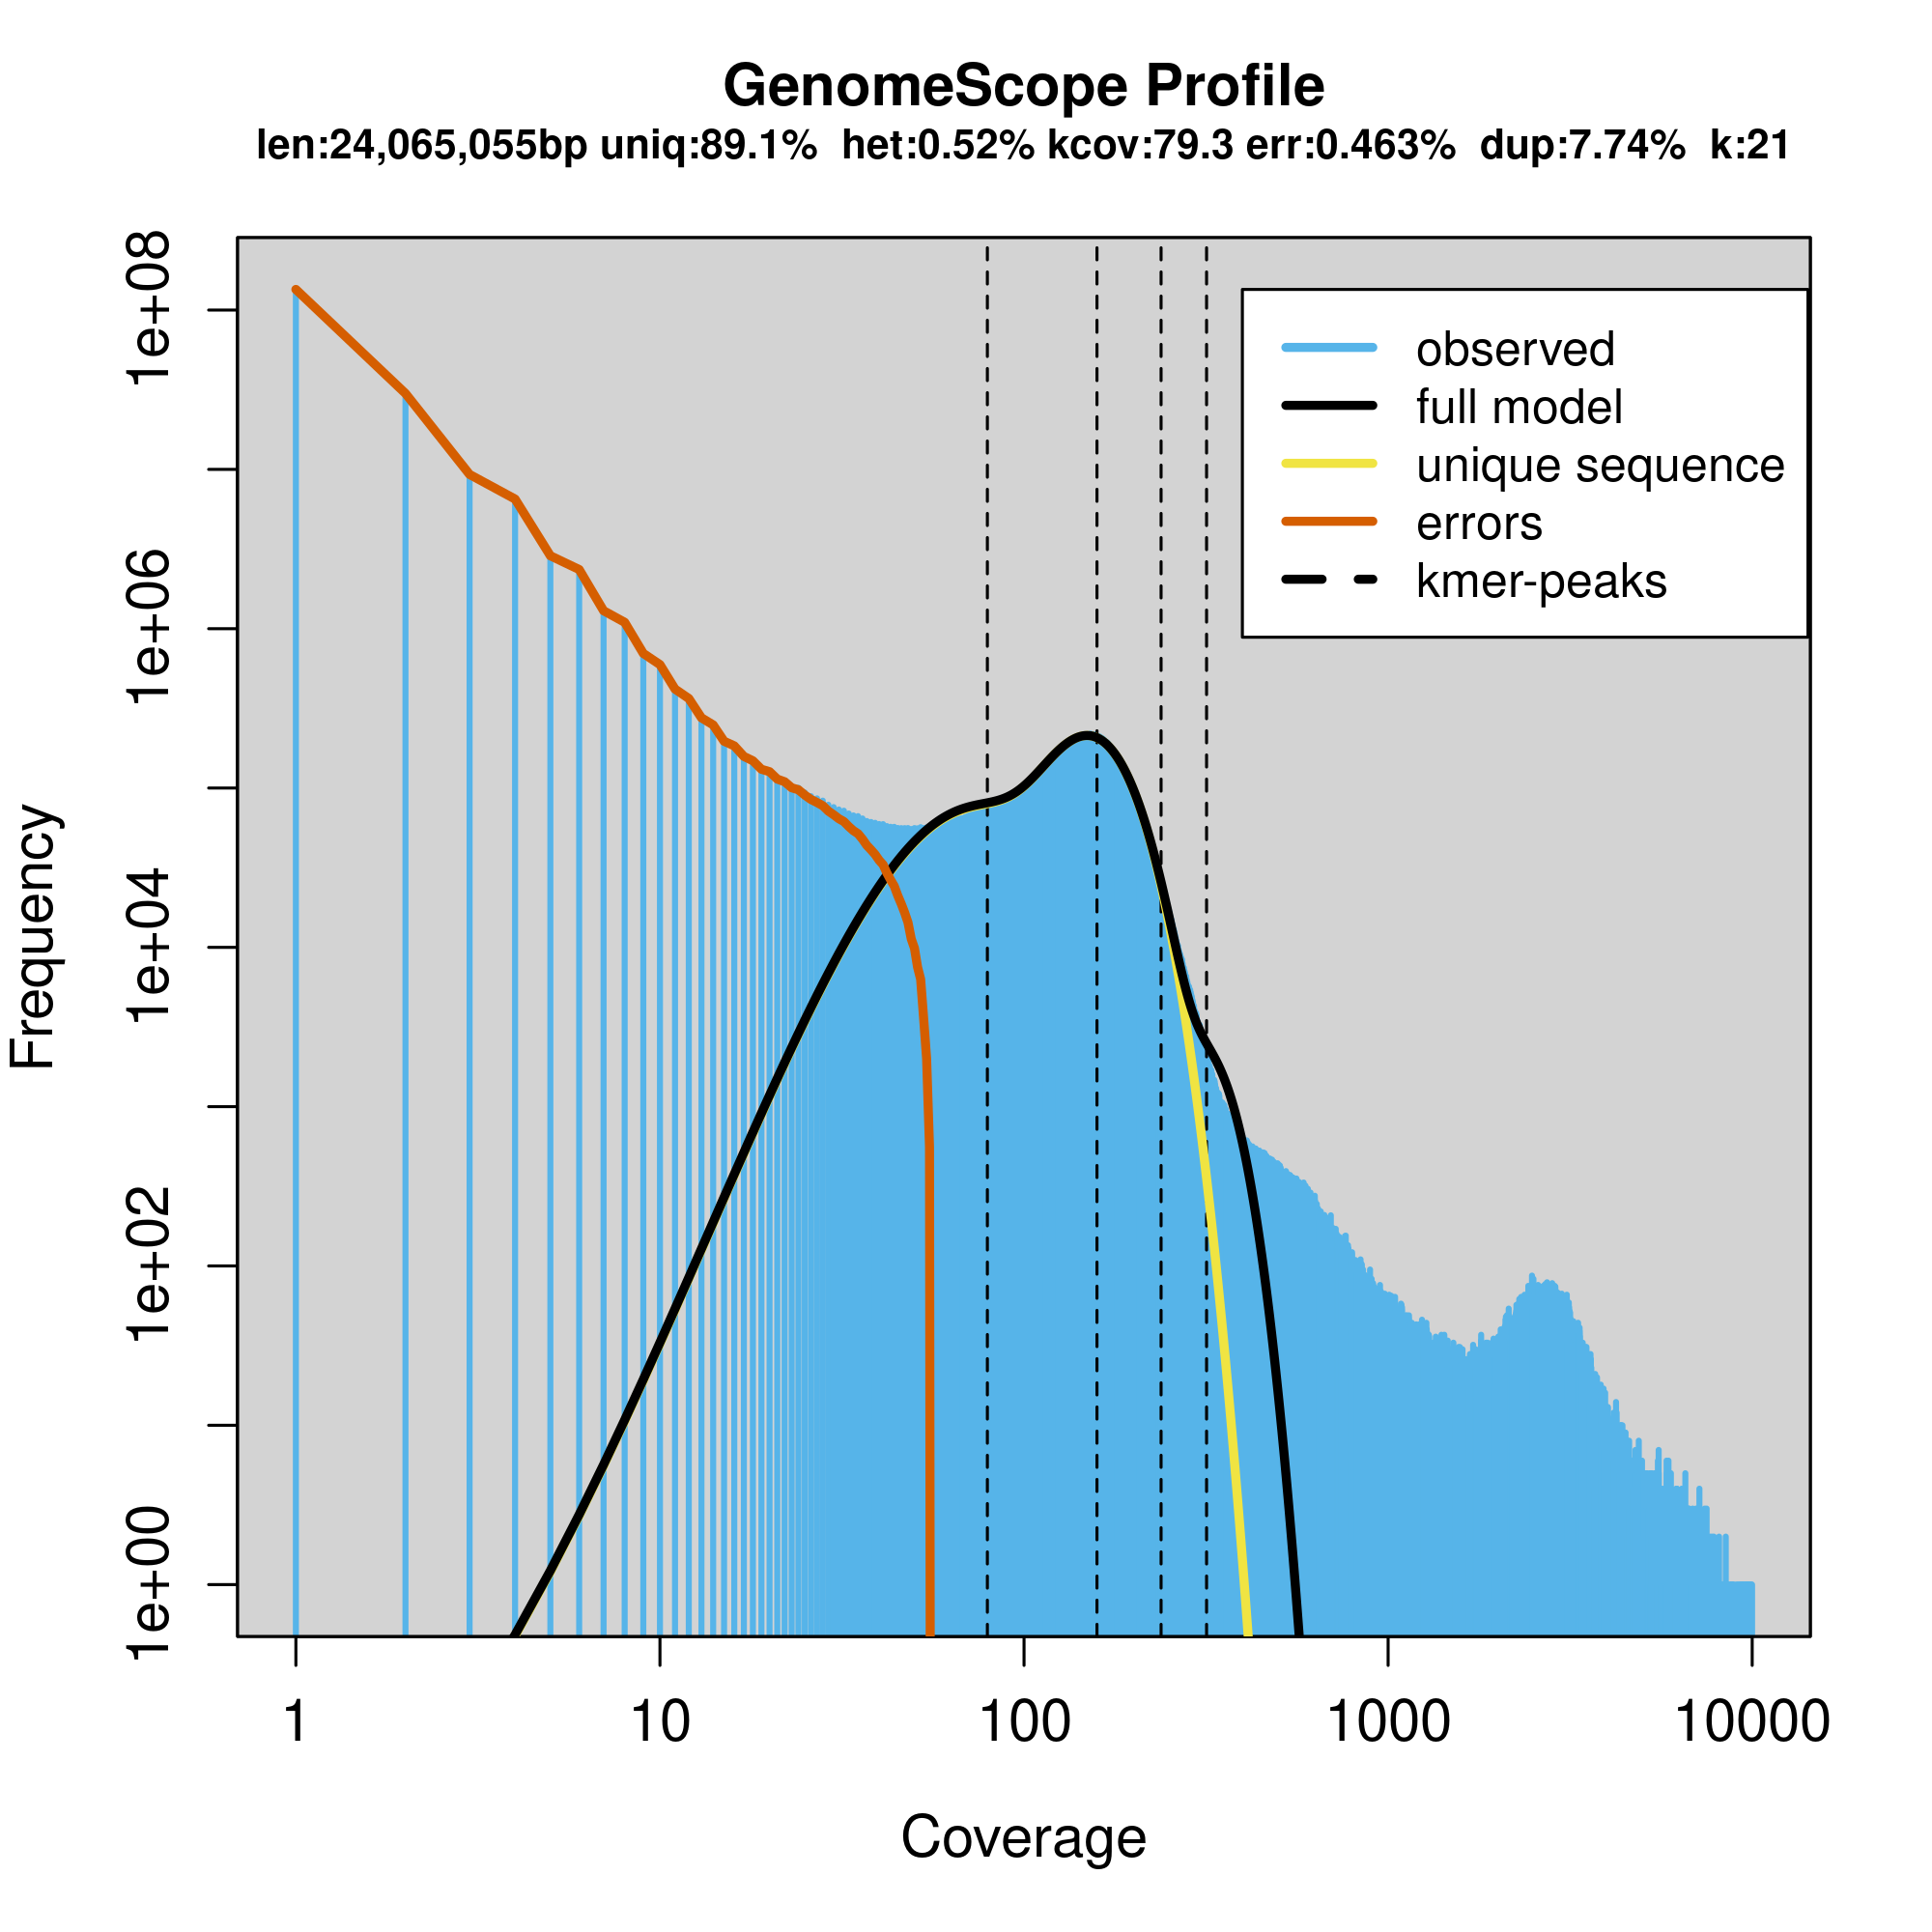 GenomeScope Profile
len:24,065,055bp uniq:89.1% het:0.52% kcov:79.3 err:0.463% dup:7.74% k:21
1e+08
1e+06
1e+04
1e+02
1e+00
Frequency
observed
full model
unique sequence
errors
kmer-peaks
1 10 100 1000 10000
Coverage